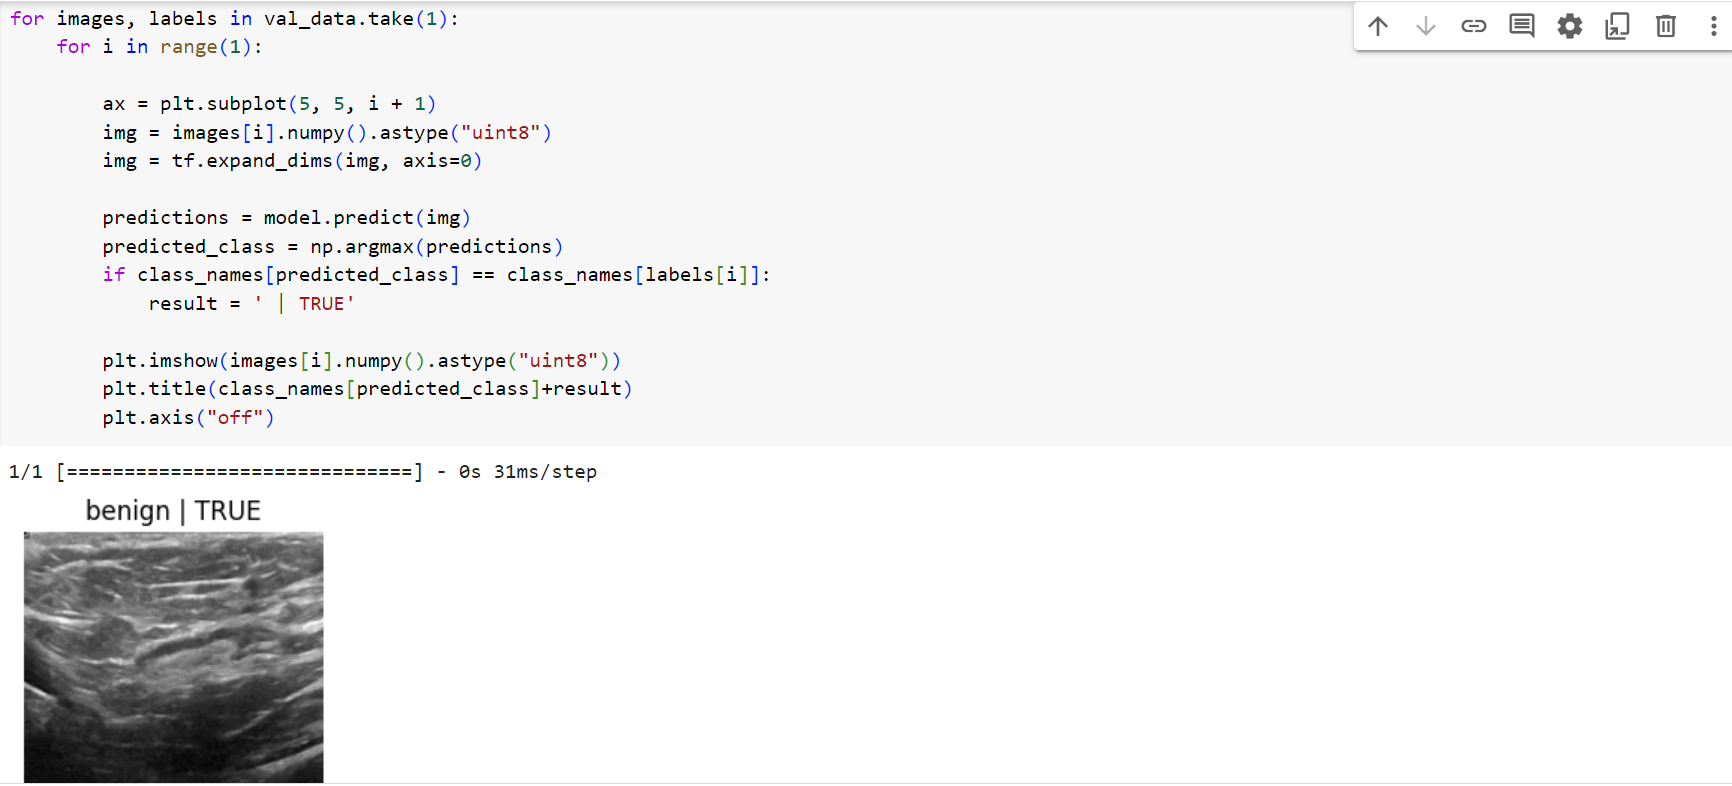 for images, labels in val_data.take(1):
    for i in range(1):
        ax = plt.subplot(5, 5, i + 1)
        img = images[i].numpy().astype("uint8")
        img = tf.expand_dims(img, axis=0)
        predictions = model.predict(img)
        predicted_class = np.argmax(predictions)
        if class_names[predicted_class] == class_names[labels[i]]:
            result = ' | TRUE'
        plt.imshow(images[i].numpy().astype("uint8"))
        plt.title(class_names[predicted_class]+result)
        plt.axis("off")
1/1 [==============================] - 0s 31ms/step
benign | TRUE